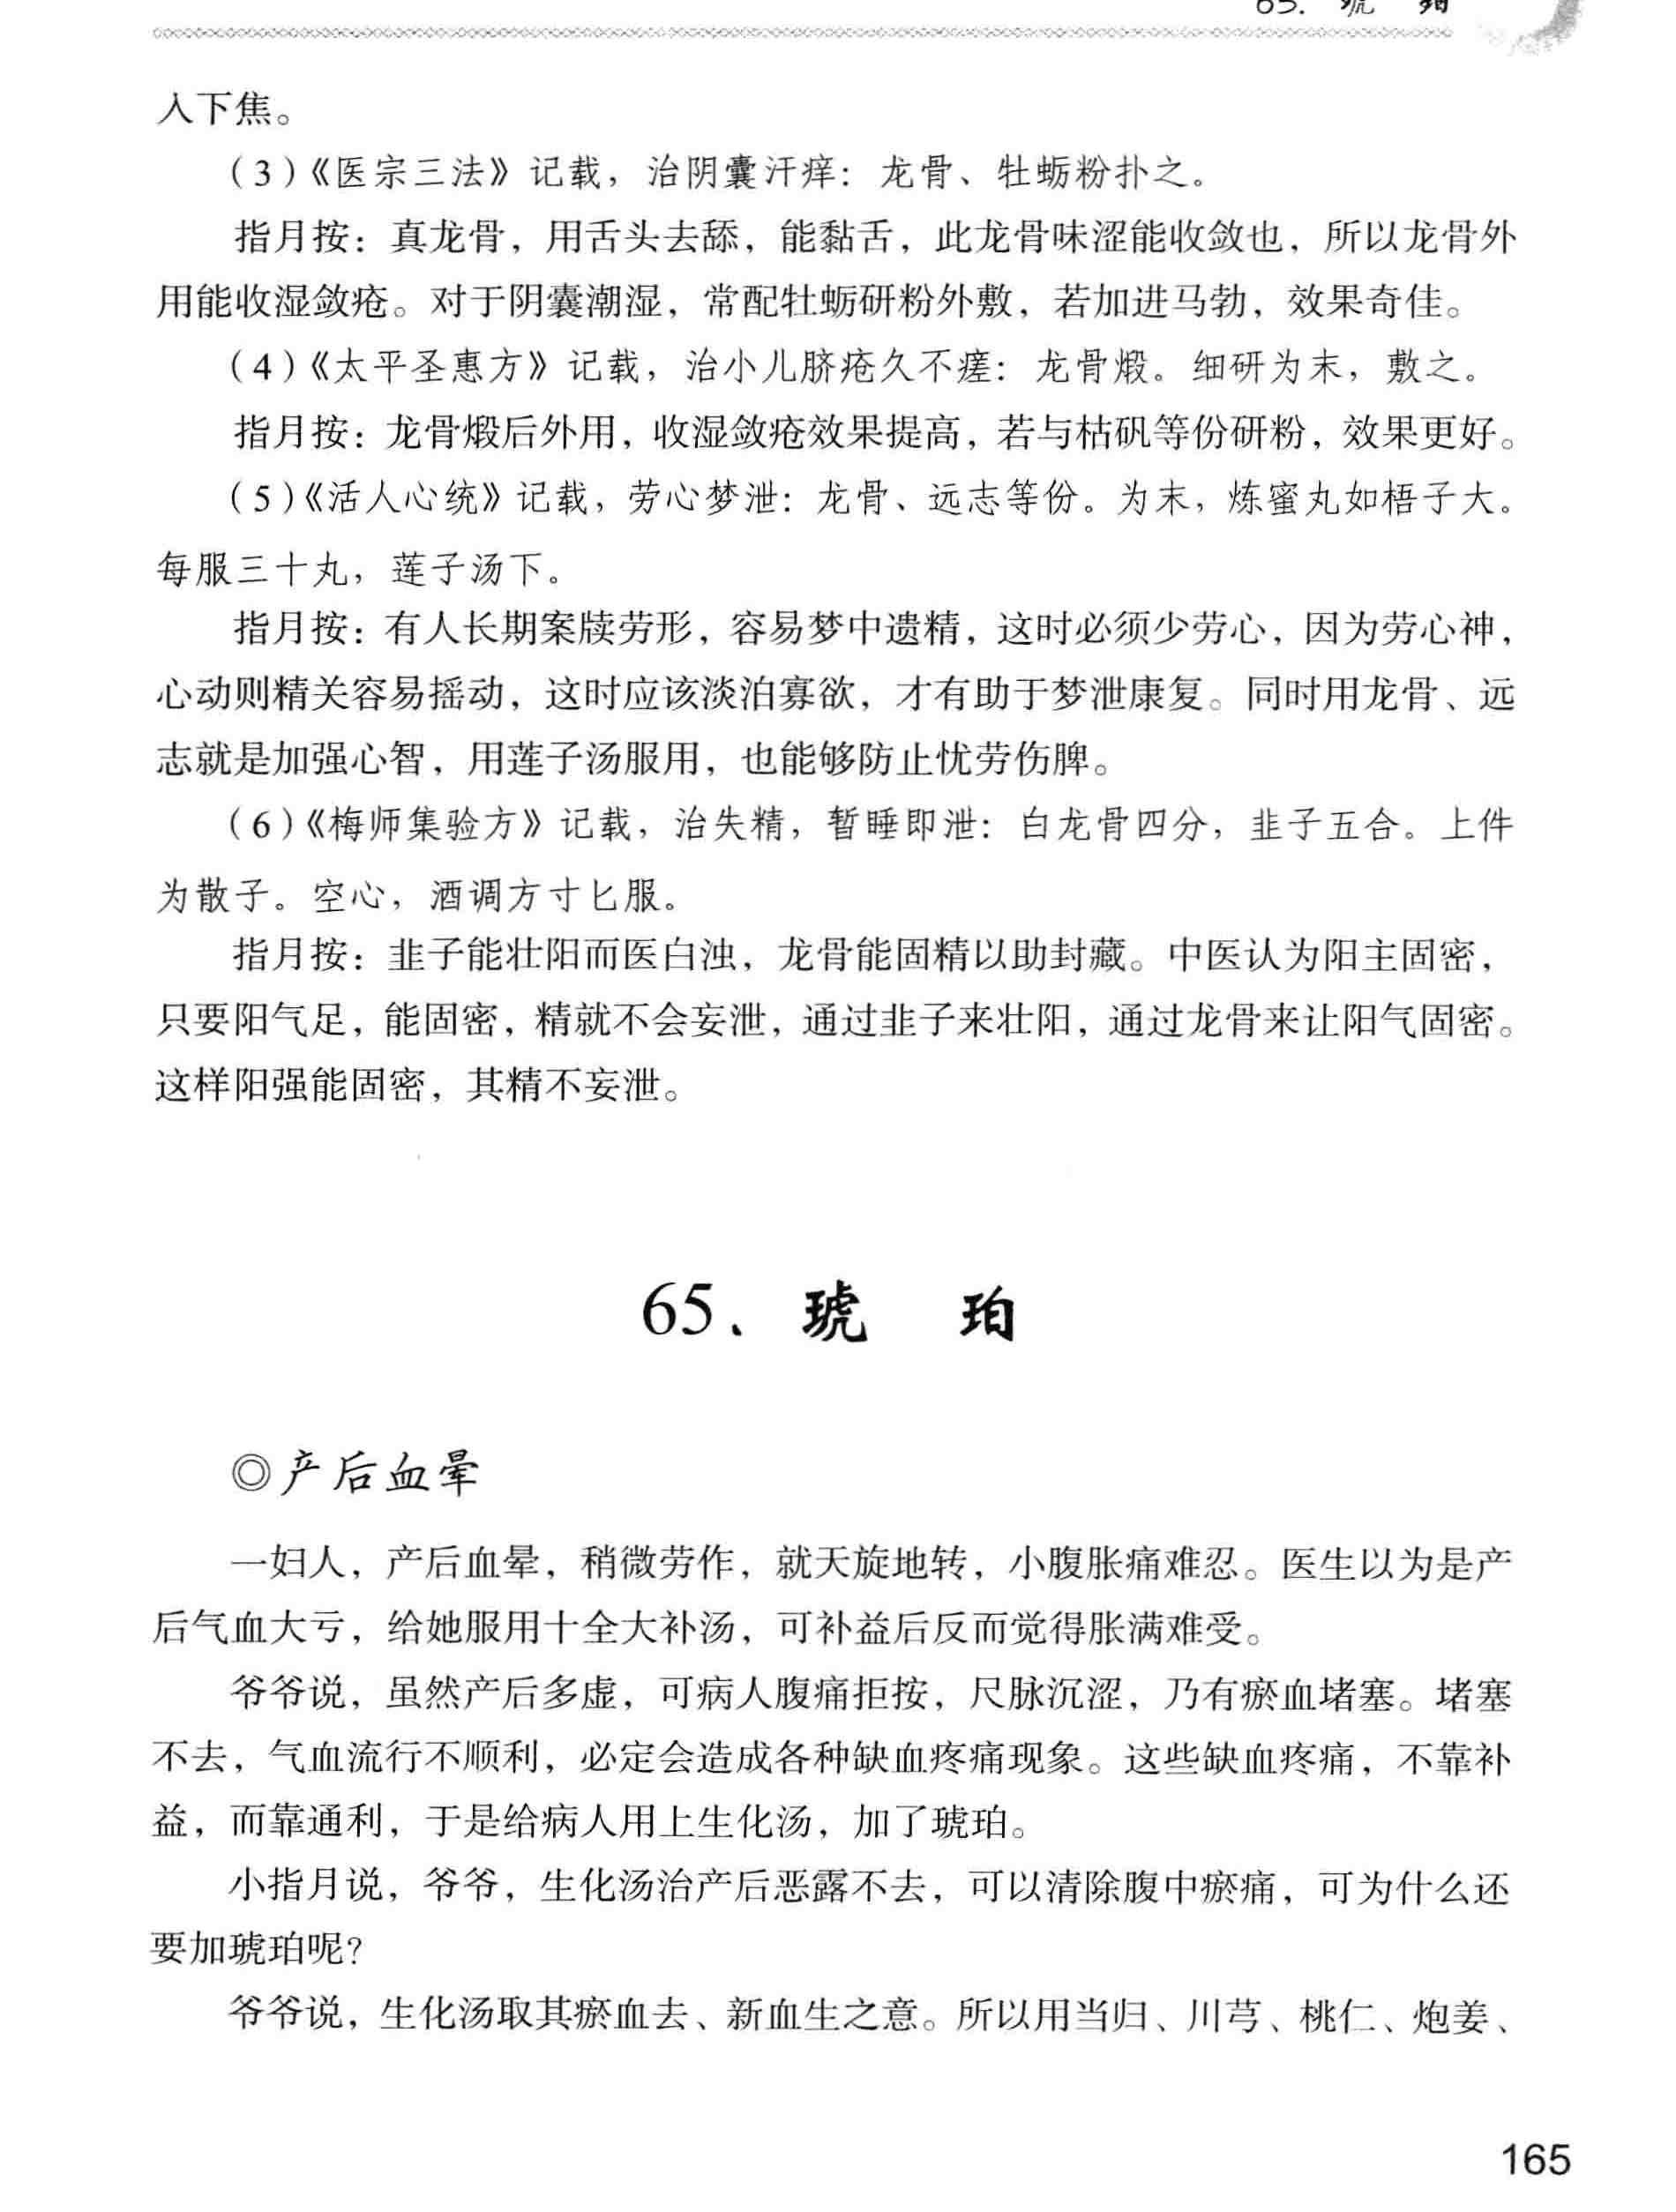 65. 琥　珀
入下焦。
（3）《医宗三法》记载，治阴囊汗痒：龙骨、牡蛎粉扑之。
指月按：真龙骨，用舌头去舔，能黏舌，此龙骨味涩能收敛也，所以龙骨外
用能收湿敛疮。对于阴囊潮湿，常配牡蛎研粉外敷，若加进马勃，效果奇佳。
（4）《太平圣惠方》记载，治小儿脐疮久不瘥：龙骨煅。细研为末，敷之。
指月按：龙骨煅后外用，收湿敛疮效果提高，若与枯矾等份研粉，效果更好。
（5）《活人心统》记载，劳心梦泄：龙骨、远志等份。为末，炼蜜丸如梧子大。
每服三十丸，莲子汤下。
指月按：有人长期案牍劳形，容易梦中遗精，这时必须少劳心，因为劳心神，
心动则精关容易摇动，这时应该淡泊寡欲，才有助于梦泄康复。同时用龙骨、远
志就是加强心智，用莲子汤服用，也能够防止忧劳伤脾。
（6）《梅师集验方》记载，治失精，暂睡即泄：白龙骨四分，韭子五合。上件
为散子。空心，酒调方寸匕服。
指月按：韭子能壮阳而医白浊，龙骨能固精以助封藏。中医认为阳主固密，
只要阳气足，能固密，精就不会妄泄，通过韭子来壮阳，通过龙骨来让阳气固密。
这样阳强能固密，其精不妄泄。
65、琥　珀
◎产后血晕
一妇人，产后血晕，稍微劳作，就天旋地转，小腹胀痛难忍。医生以为是产
后气血大亏，给她服用十全大补汤，可补益后反而觉得胀满难受。
爷爷说，虽然产后多虚，可病人腹痛拒按，尺脉沉涩，乃有瘀血堵塞。堵塞
不去，气血流行不顺利，必定会造成各种缺血疼痛现象。这些缺血疼痛，不靠补
益，而靠通利，于是给病人用上生化汤，加了琥珀。
小指月说，爷爷，生化汤治产后恶露不去，可以清除腹中瘀痛，可为什么还
要加琥珀呢？
爷爷说，生化汤取其瘀血去、新血生之意。所以用当归、川芎、桃仁、炮姜、
165